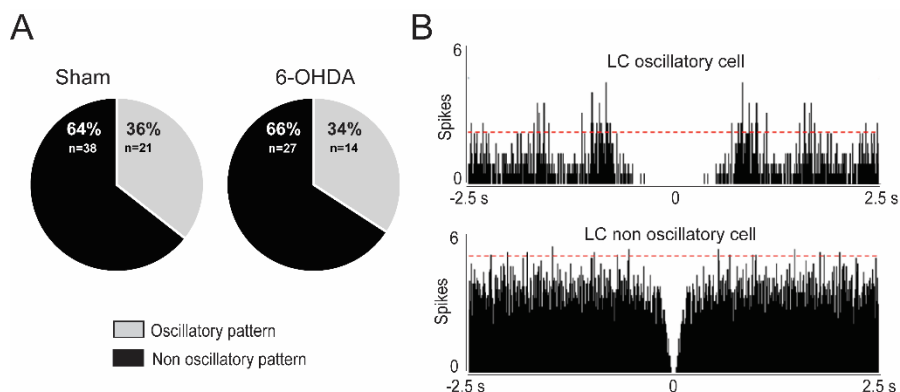 A
Sham
6-OHDA
64%
n=38
36%
n=21
66%
n=27
34%
n=14
Oscillatory pattern
Non oscillatory pattern
B
LC oscillatory cell
6
Spikes
0
-2.5 s
0
2.5 s
LC non oscillatory cell
6
Spikes
0
-2.5 s
0
2.5 s